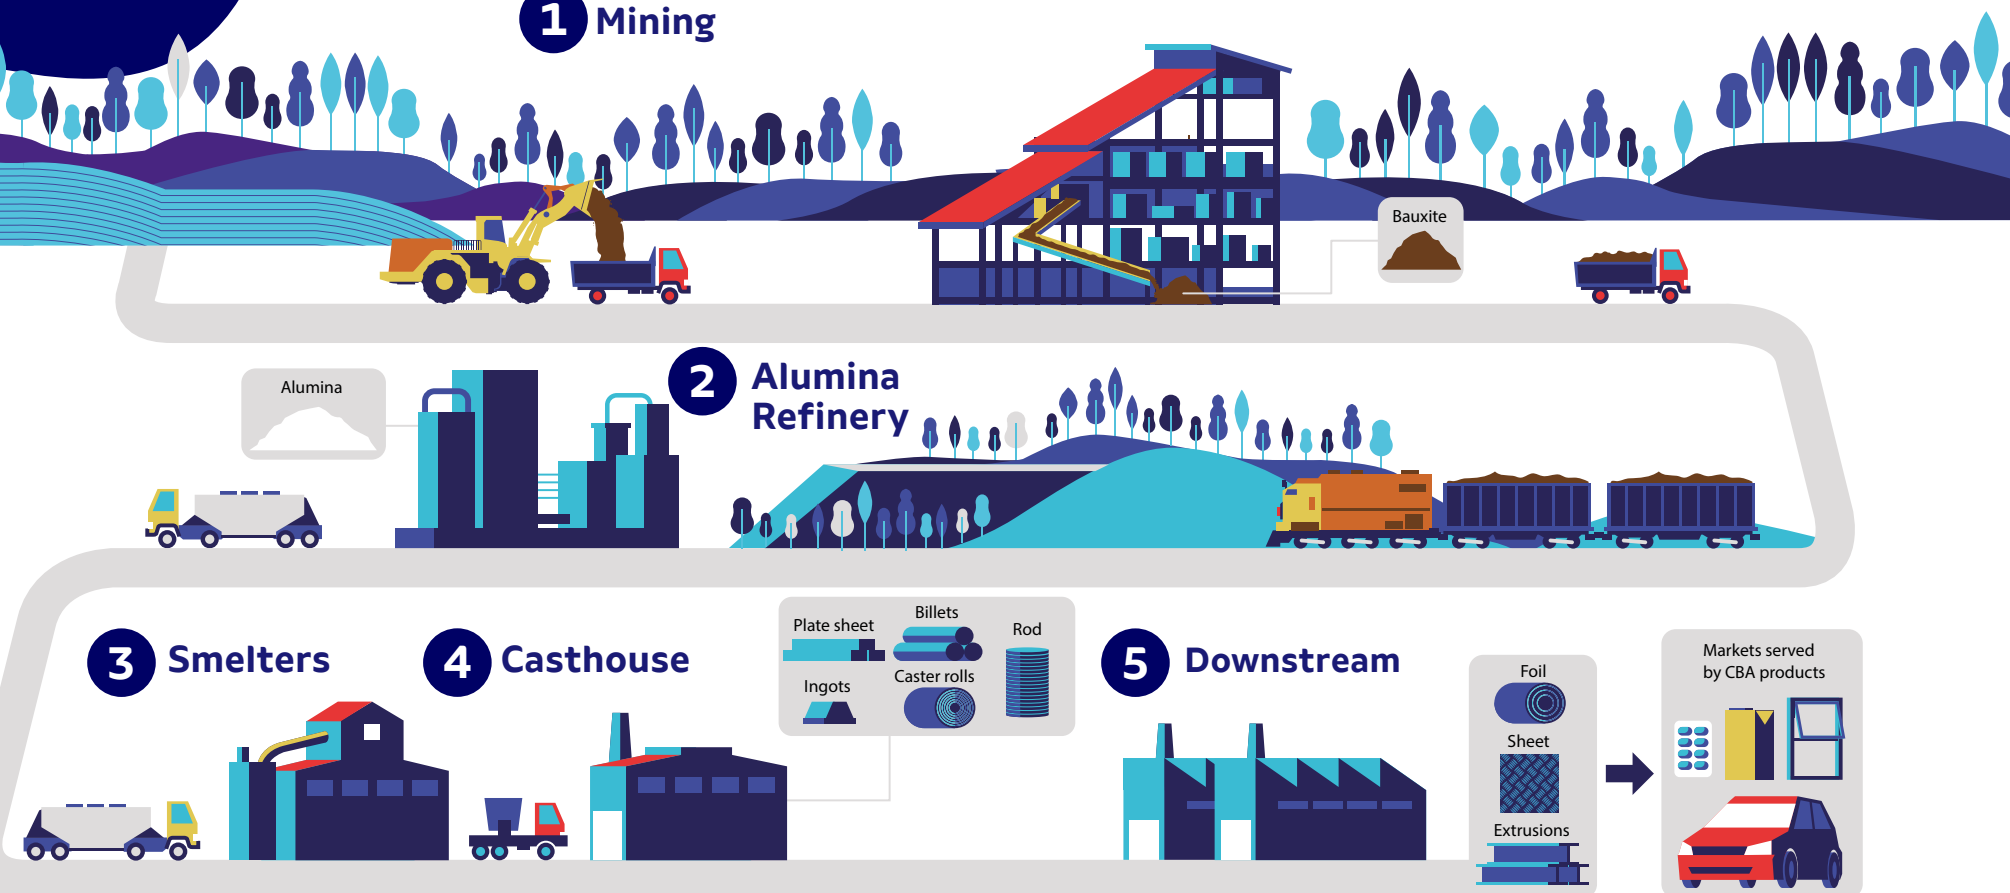 1 Mining
Bauxite
Alumina
2 Alumina
Refinery
3 Smelters
4 Casthouse
Plate sheet
Billets
Rod
Ingots
Caster rolls
5 Downstream
Foil
Sheet
Extrusions
Markets served
by CBA products